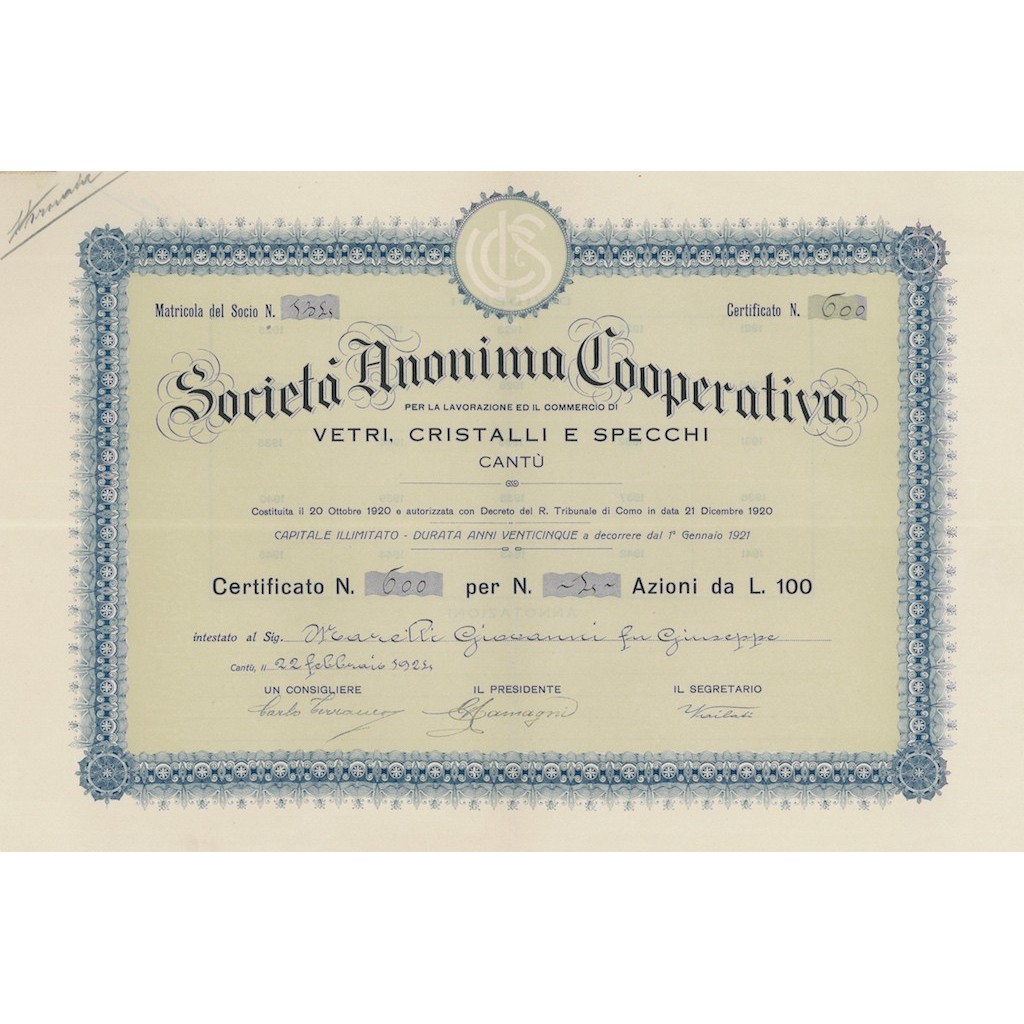 Matricola del Socio N.
Certificato N. 600
Società Anonima Cooperativa
PER LA LAVORAZIONE ED IL COMMERCIO DI
VETRI, CRISTALLI E SPECCHI
CANTÙ
Costituita il 20 Ottobre 1920 e autorizzata con Decreto del R. Tribunale di Como in data 21 Dicembre 1920
CAPITALE ILLIMITATO - DURATA ANNI VENTICINQUE a decorrere dal 1° Gennaio 1921
Certificato N. 600 per N. Azioni da L. 100
intestato al Sig. Marelli Giovanni fu Giuseppe
Cantù, li 22 febbraio
UN CONSIGLIERE IL PRESIDENTE IL SEGRETARIO
Carlo